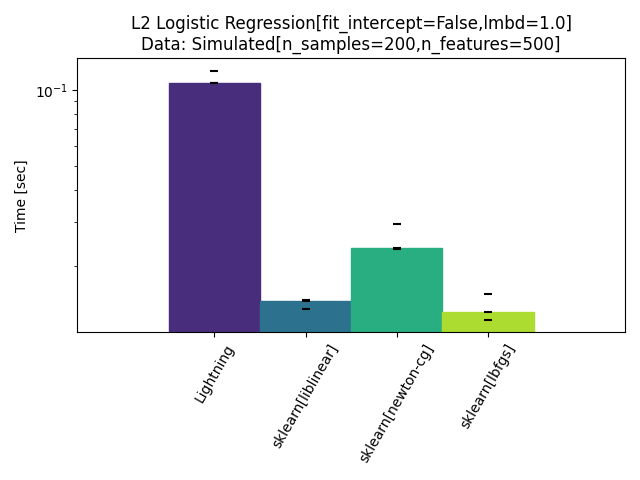 L2 Logistic Regression[fit_intercept=False,lmbd=1.0]
Data: Simulated[n_samples=200,n_features=500]
10⁻¹
Time [sec]
Lightning
sklearn[liblinear]
sklearn[newton-cg]
sklearn[lbfgs]